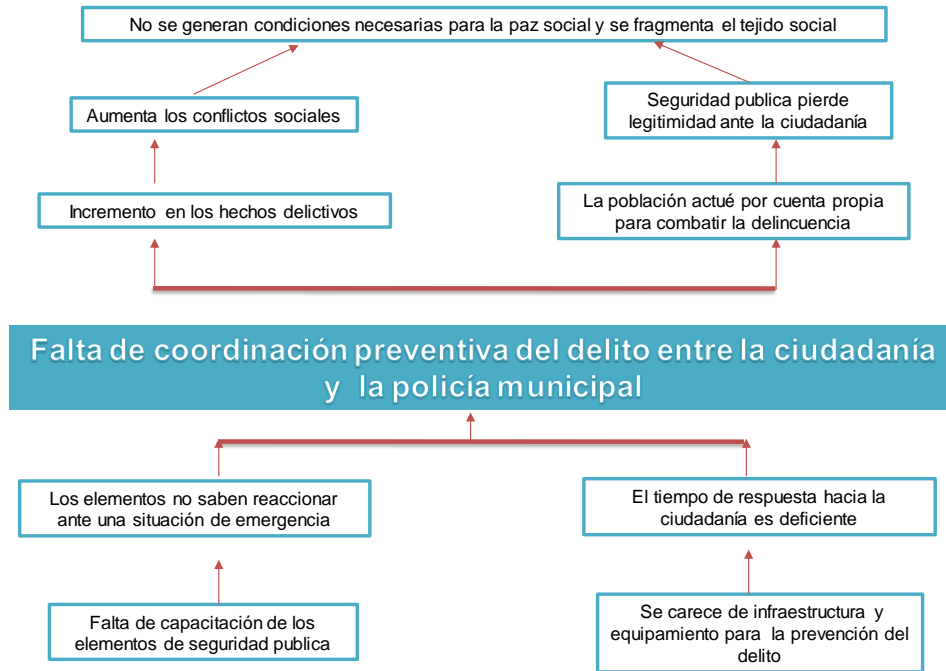 No se generan condiciones necesarias para la paz social y se fragmenta el tejido social
Aumenta los conflictos sociales
Seguridad publica pierde
legitimidad ante la ciudadanía
Incremento en los hechos delictivos
La población actué por cuenta propia
para combatir la delincuencia
Falta de coordinación preventiva del delito entre la ciudadanía
y la policía municipal
Los elementos no saben reaccionar
ante una situación de emergencia
El tiempo de respuesta hacia la
ciudadanía es deficiente
Falta de capacitación de los
elementos de seguridad publica
Se carece de infraestructura y
equipamiento para la prevención del
delito